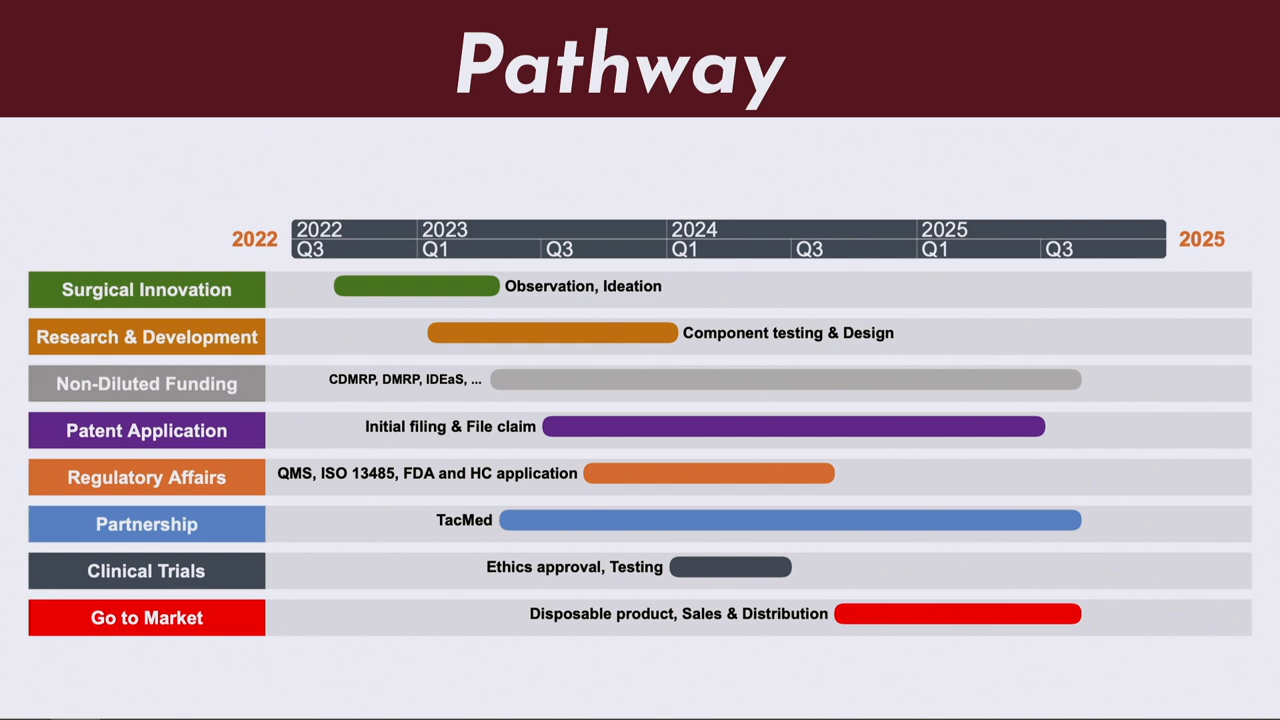 Pathway
2022 2023 2024 2025
2022 Q3 Q1 Q3 Q1 Q3 Q1 Q3 2025
Surgical Innovation Observation, Ideation
Research & Development Component testing & Design
Non-Diluted Funding CDMRP, DMRP, IDEaS, ...
Patent Application Initial filing & File claim
Regulatory Affairs QMS, ISO 13485, FDA and HC application
Partnership TacMed
Clinical Trials Ethics approval, Testing
Go to Market Disposable product, Sales & Distribution